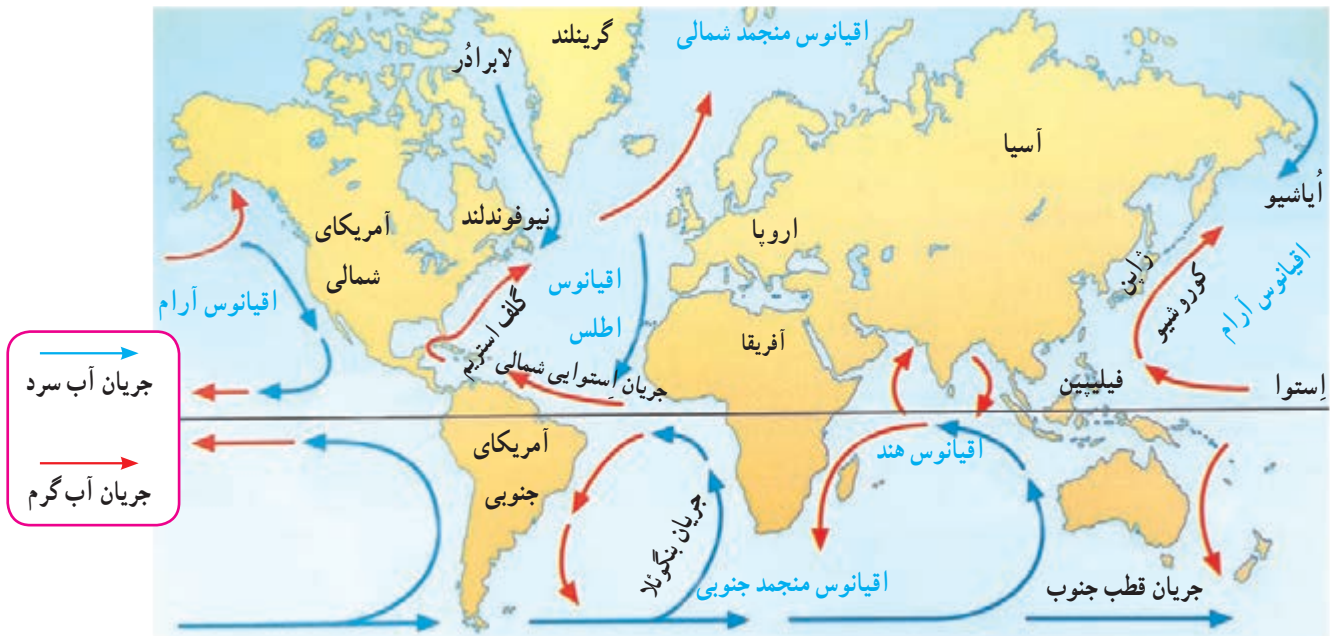 اقیانوس منجمد شمالی
گرینلند
لابرادُر
آسیا
اُیاشیو
نیوفوندلند
آمریکای
شمالی
اروپا
اقیانوس
اطلس
اقیانوس آرام
ژاپن
کوروشیو
اقیانوس آرام
گلف استریم
آفریقا
جریان اِستوایی شمالی
فیلیپین
اِستوا
جریان آب سرد
جریان آب گرم
آمریکای
جنوبی
اقیانوس هند
جریان بنگوئلا
اقیانوس منجمد جنوبی
جریان قطب جنوب